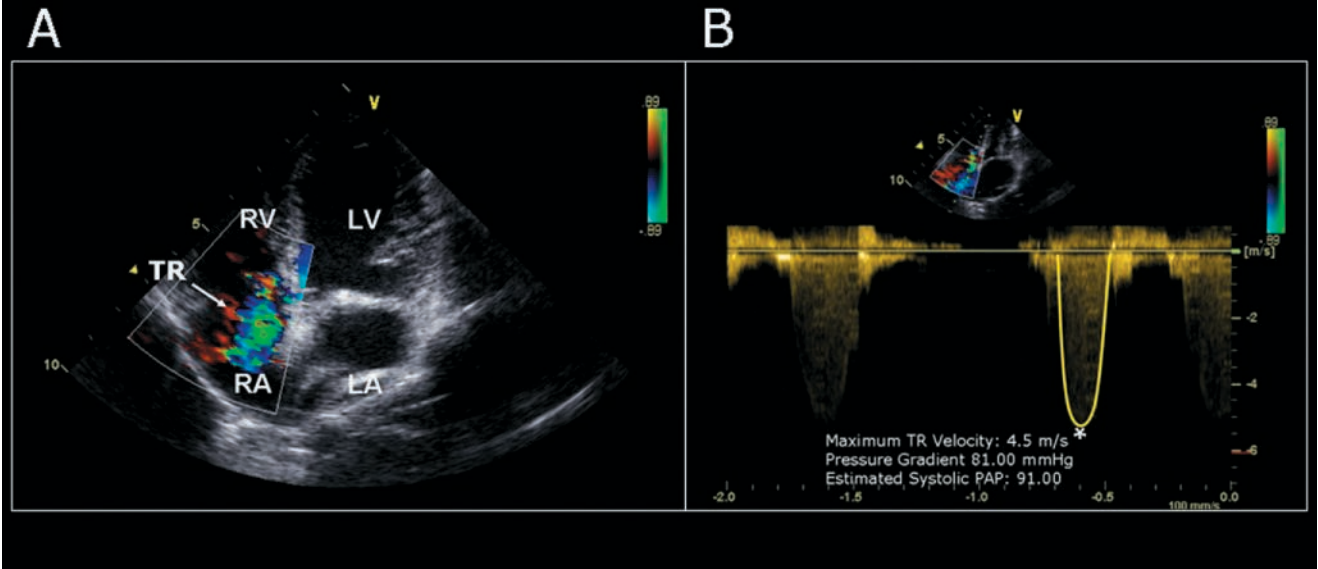 A
B
V
.89
-.89
5
10
RV
LV
TR
RA
LA
V
5
10
.89
.89
[m/s]
-2
-4
-6
Maximum TR Velocity: 4.5 m/s
Pressure Gradient 81.00 mmHg
Estimated Systolic PAP: 91.00
*
-2.0
-1.5
-1.0
-0.5
0.0
100 mm/s